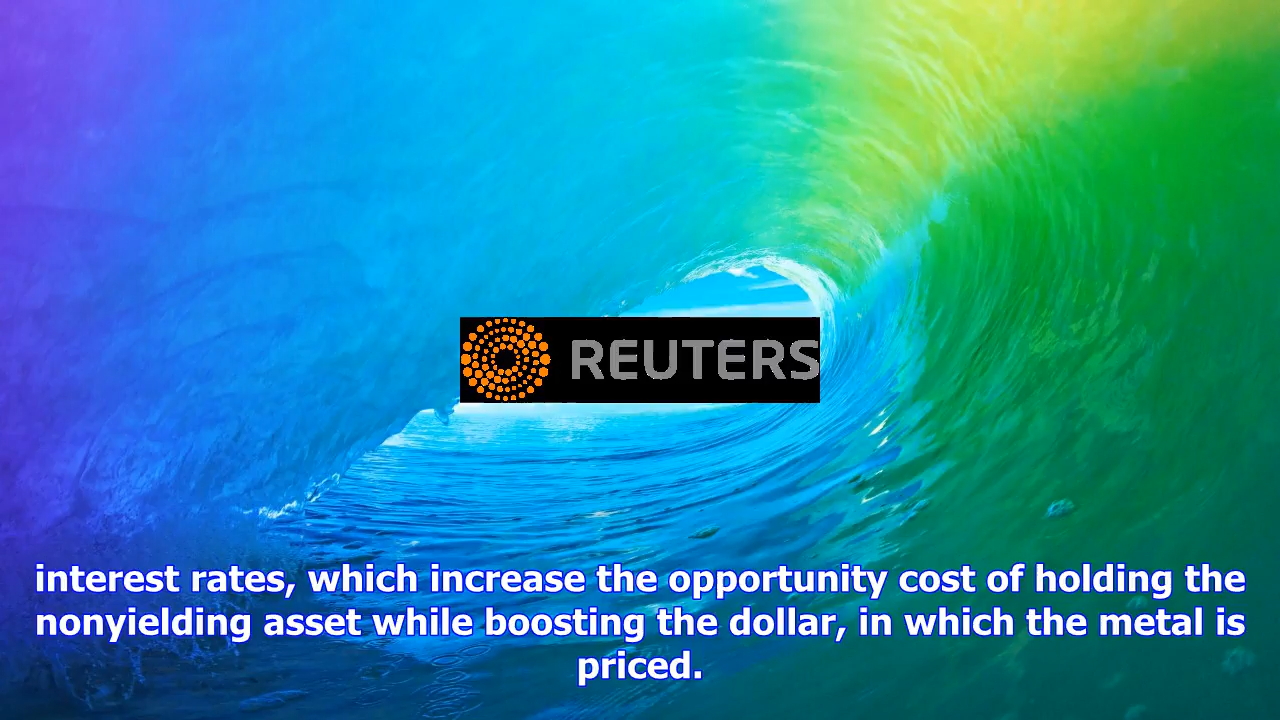 REUTERS
interest rates, which increase the opportunity cost of holding the
nonyielding asset while boosting the dollar, in which the metal is
priced.